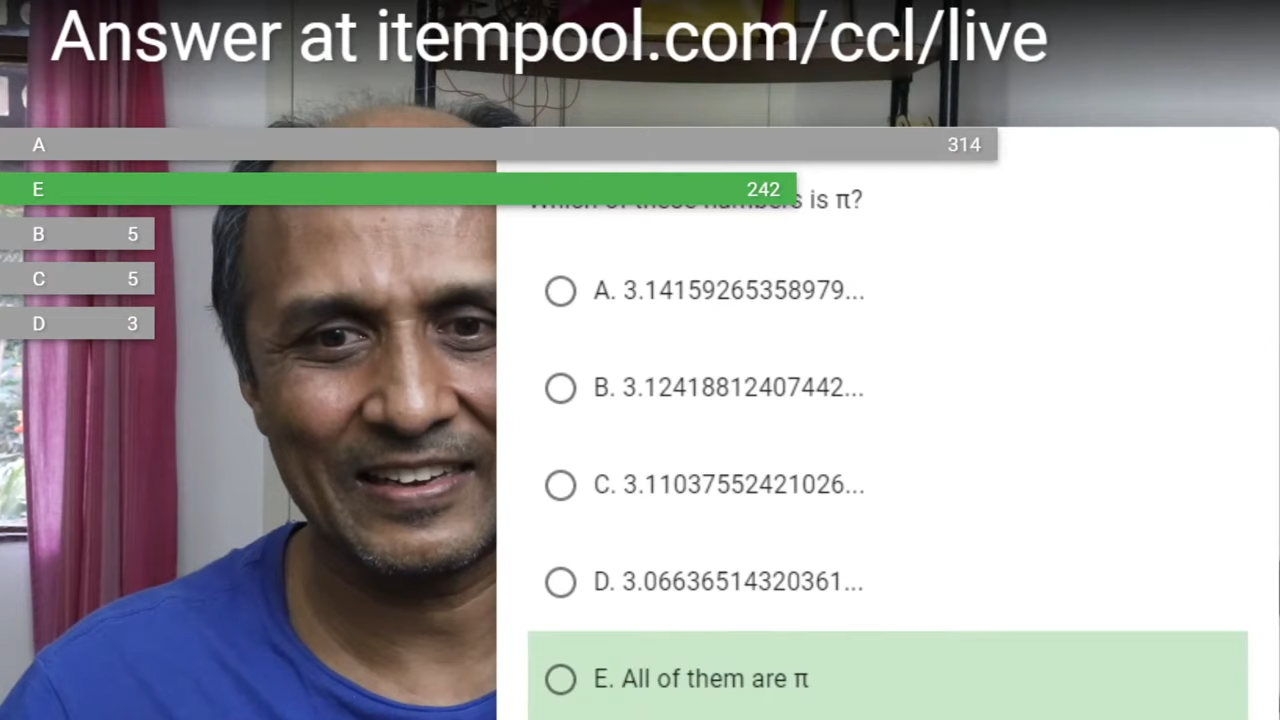 Answer at itempool.com/ccl/live
A 314
E 242
B 5
C 5
D 3
is π?
A. 3.14159265358979...
B. 3.12418812407442...
C. 3.11037552421026...
D. 3.06636514320361...
E. All of them are π